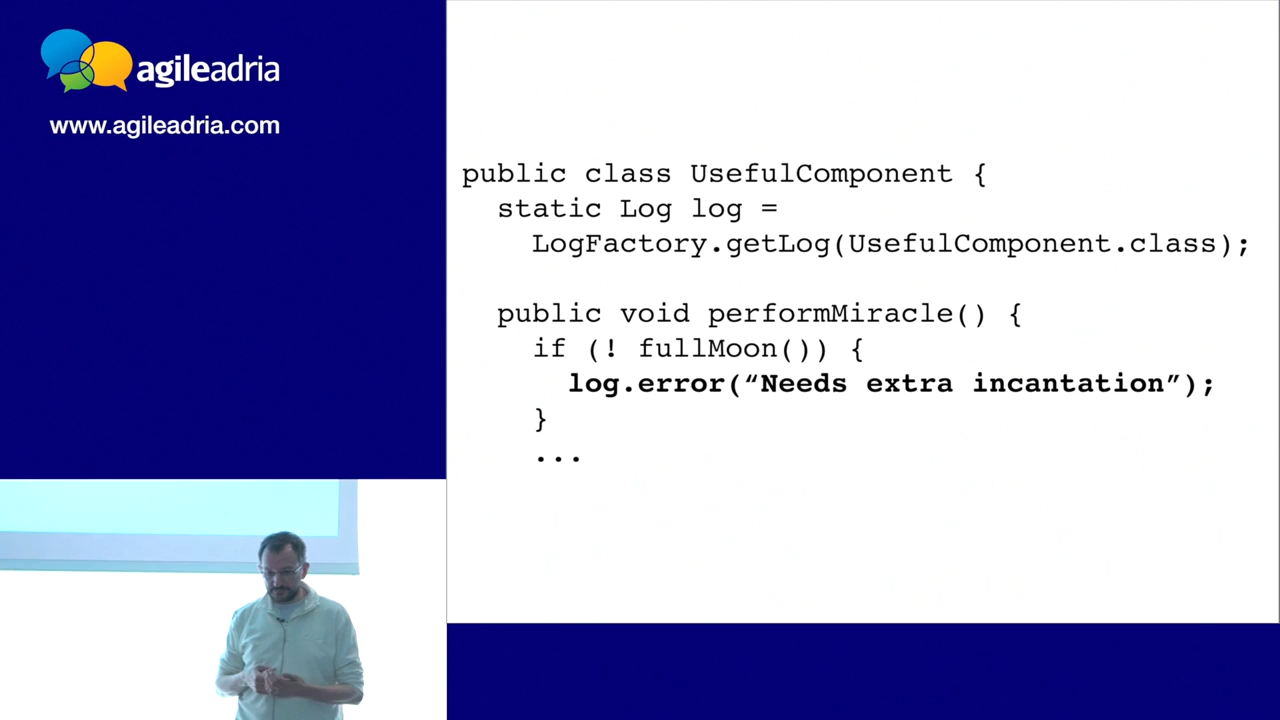 agileadria
www.agileadria.com
public class UsefulComponent {
static Log log =
LogFactory.getLog(UsefulComponent.class);
public void performMiracle() {
if (! fullMoon()) {
log.error(“Needs extra incantation”);
}
...